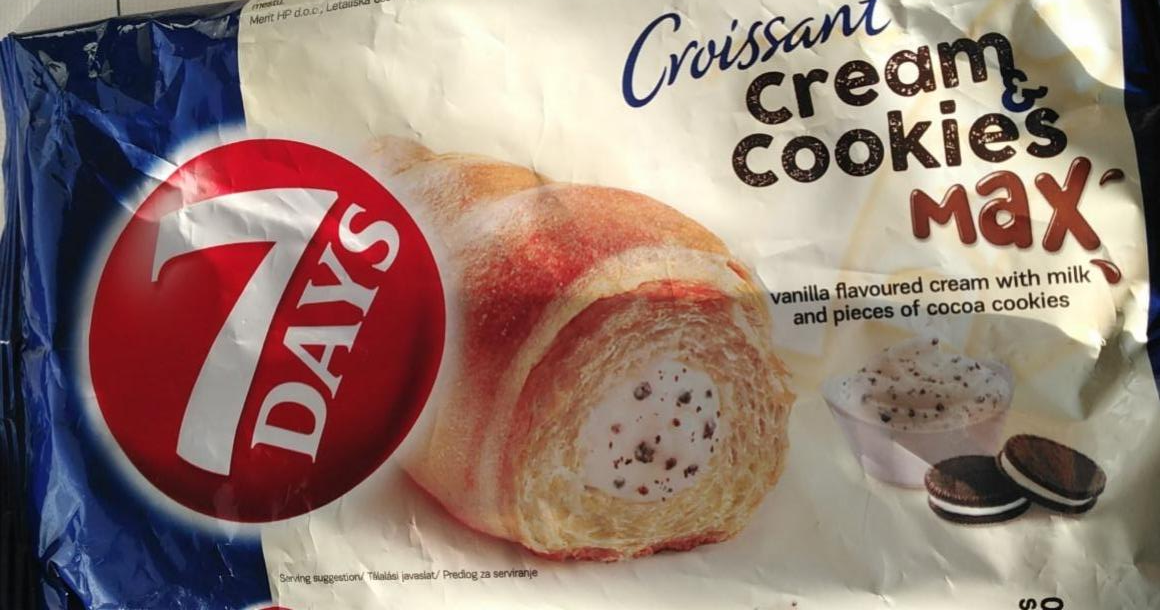 Merit HP d.o.o., Letališka
Croissant
cream &
cookies
max
7
DAYS
vanilla flavoured cream with milk
and pieces of cocoa cookies
Serving suggestion/ Tálalási javaslat/ Predlog za serviranje